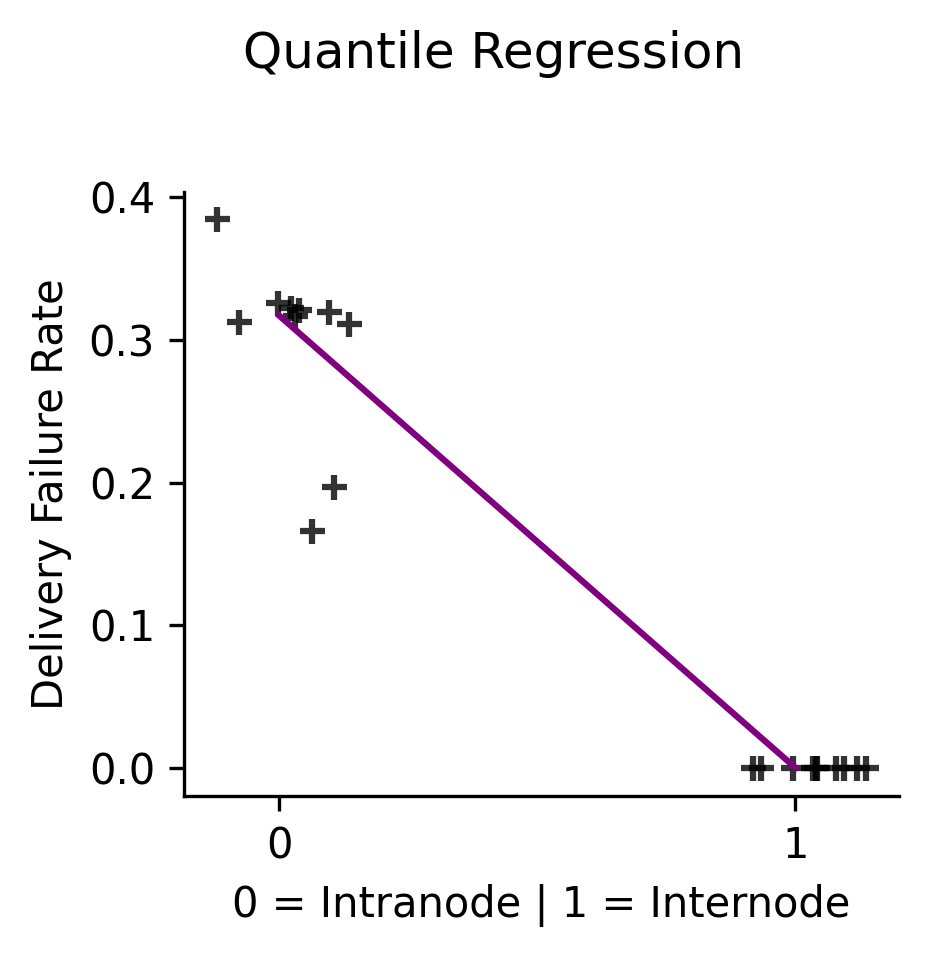 Quantile Regression
0.4
0.3
0.2
0.1
0.0
Delivery Failure Rate
0
1
0 = Intranode | 1 = Internode